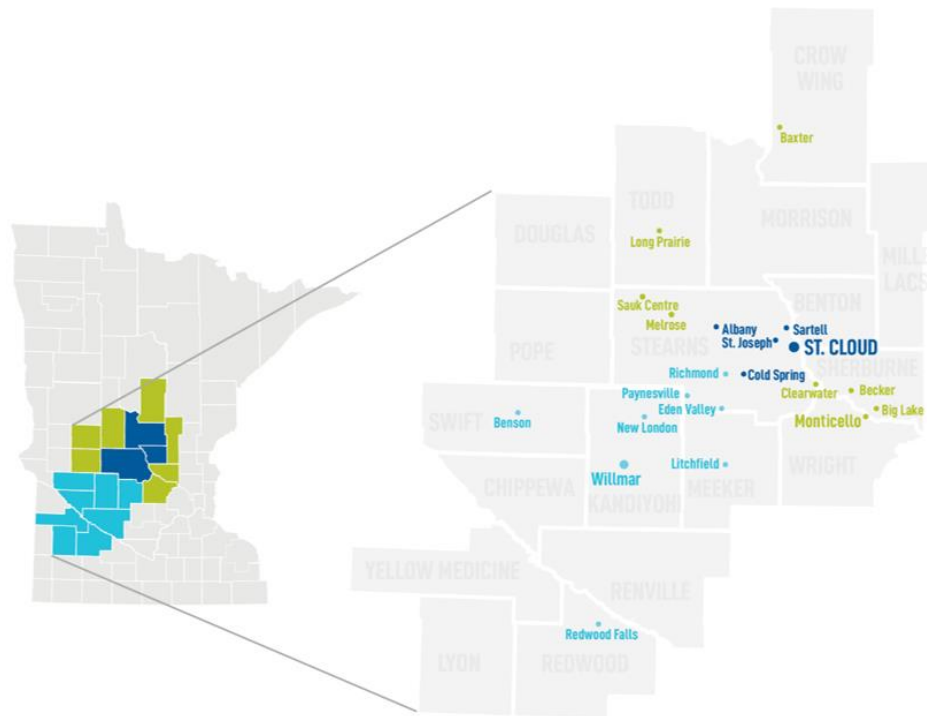 CROW
WING
Baxter
TODD
MORRISON
DOUGLAS
Long Prairie
MILLE
LACS
BENTON
Sauk Centre
Melrose
Albany
Sartell
St. Joseph
ST. CLOUD
STEARNS
POPE
SHERBURNE
Richmond
Cold Spring
Clearwater
Becker
Paynesville
Eden Valley
Big Lake
SWIFT
Benson
New London
Monticello
WRIGHT
Willmar
Litchfield
CHIPPEWA
KANDIYOHI
MEEKER
YELLOW MEDICINE
RENVILLE
Redwood Falls
LYON
REDWOOD